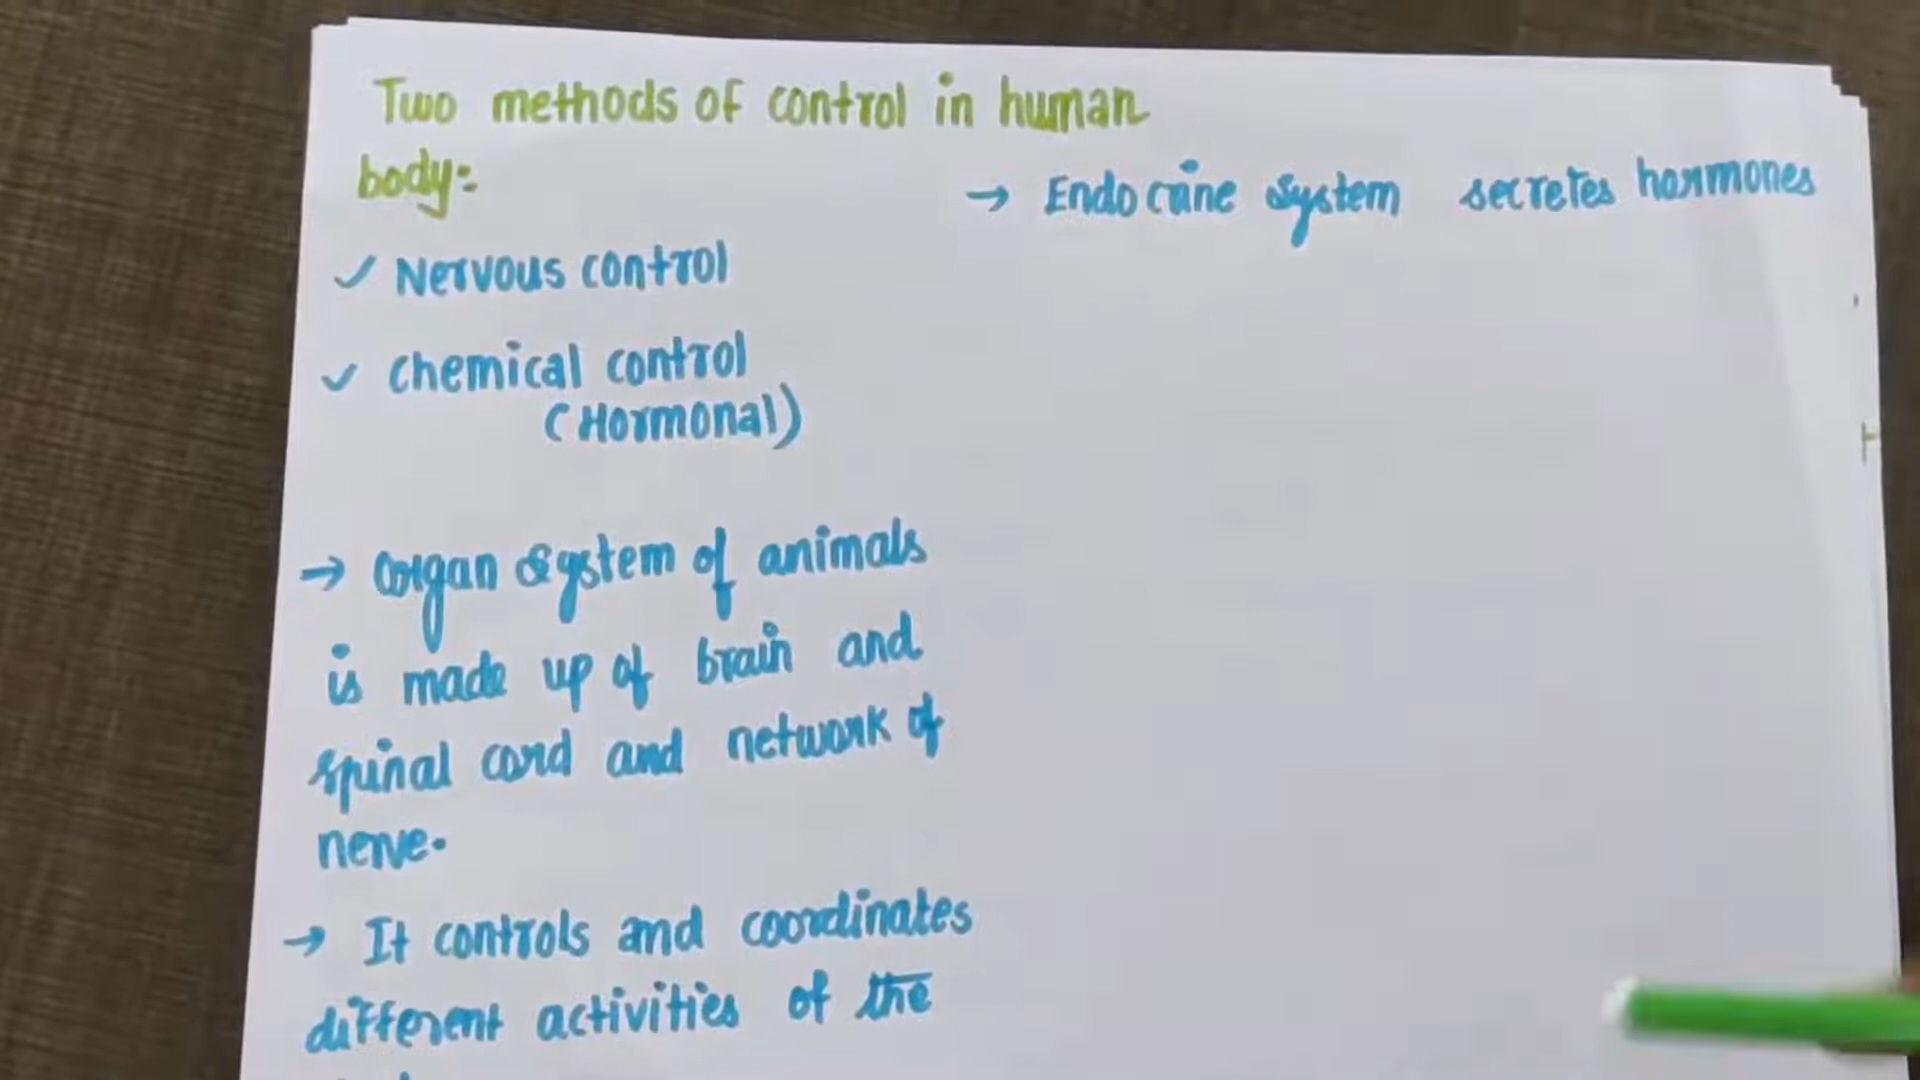 Two methods of control in human
body:
Nervous control
Chemical control
(Hormonal)
→ Organ system of animals
is made up of brain and
spinal cord and network of
nerve.
→ It controls and coordinates
different activities of the
→ Endocrine system secretes hormones